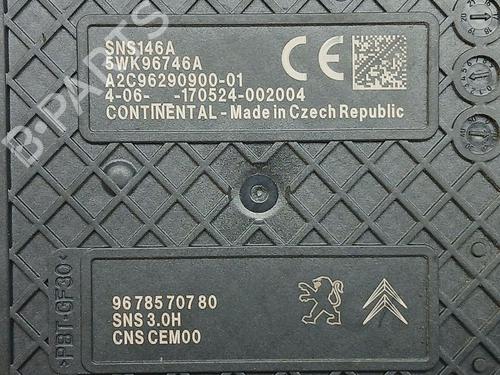 SNS146A
5WK96746A
A2C96290900-01
4-06- -170524-002004
CONTINENTAL - Made in Czech Republic
CE
B-PARTS
>PBT-GF30<
96 785 707 80
SNS 3.0H
CNS CEM00